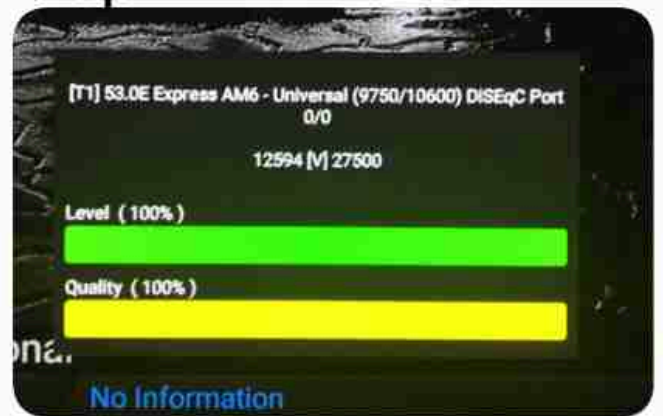 [T1] 53.0E Express AM6 - Universal (9750/10600) DISEqC Port
0/0
12594 [V] 27500
Level (100%)
Quality (100%)
No Information